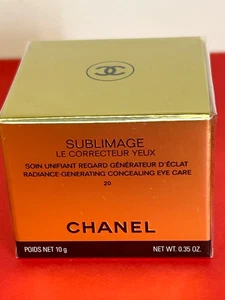 SUBLIMAGE
LE CORRECTEUR YEUX
SOIN UNIFIANT REGARD GÉNÉRATEUR D'ÉCLAT
RADIANCE-GENERATING CONCEALING EYE CARE
20
CHANEL
POIDS NET 10 g
NET WT. 0.35 OZ.